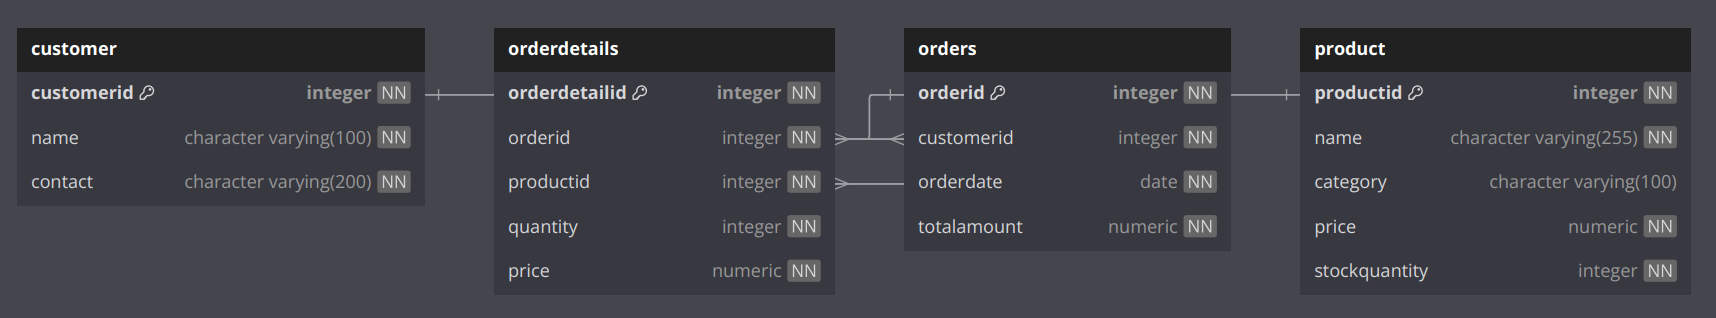 customer
customerid integer NN
name character varying(100) NN
contact character varying(200) NN
orderdetails
orderdetailid integer NN
orderid integer NN
productid integer NN
quantity integer NN
price numeric NN
orders
orderid integer NN
customerid integer NN
orderdate date NN
totalamount numeric NN
product
productid integer NN
name character varying(255) NN
category character varying(100)
price numeric NN
stockquantity integer NN